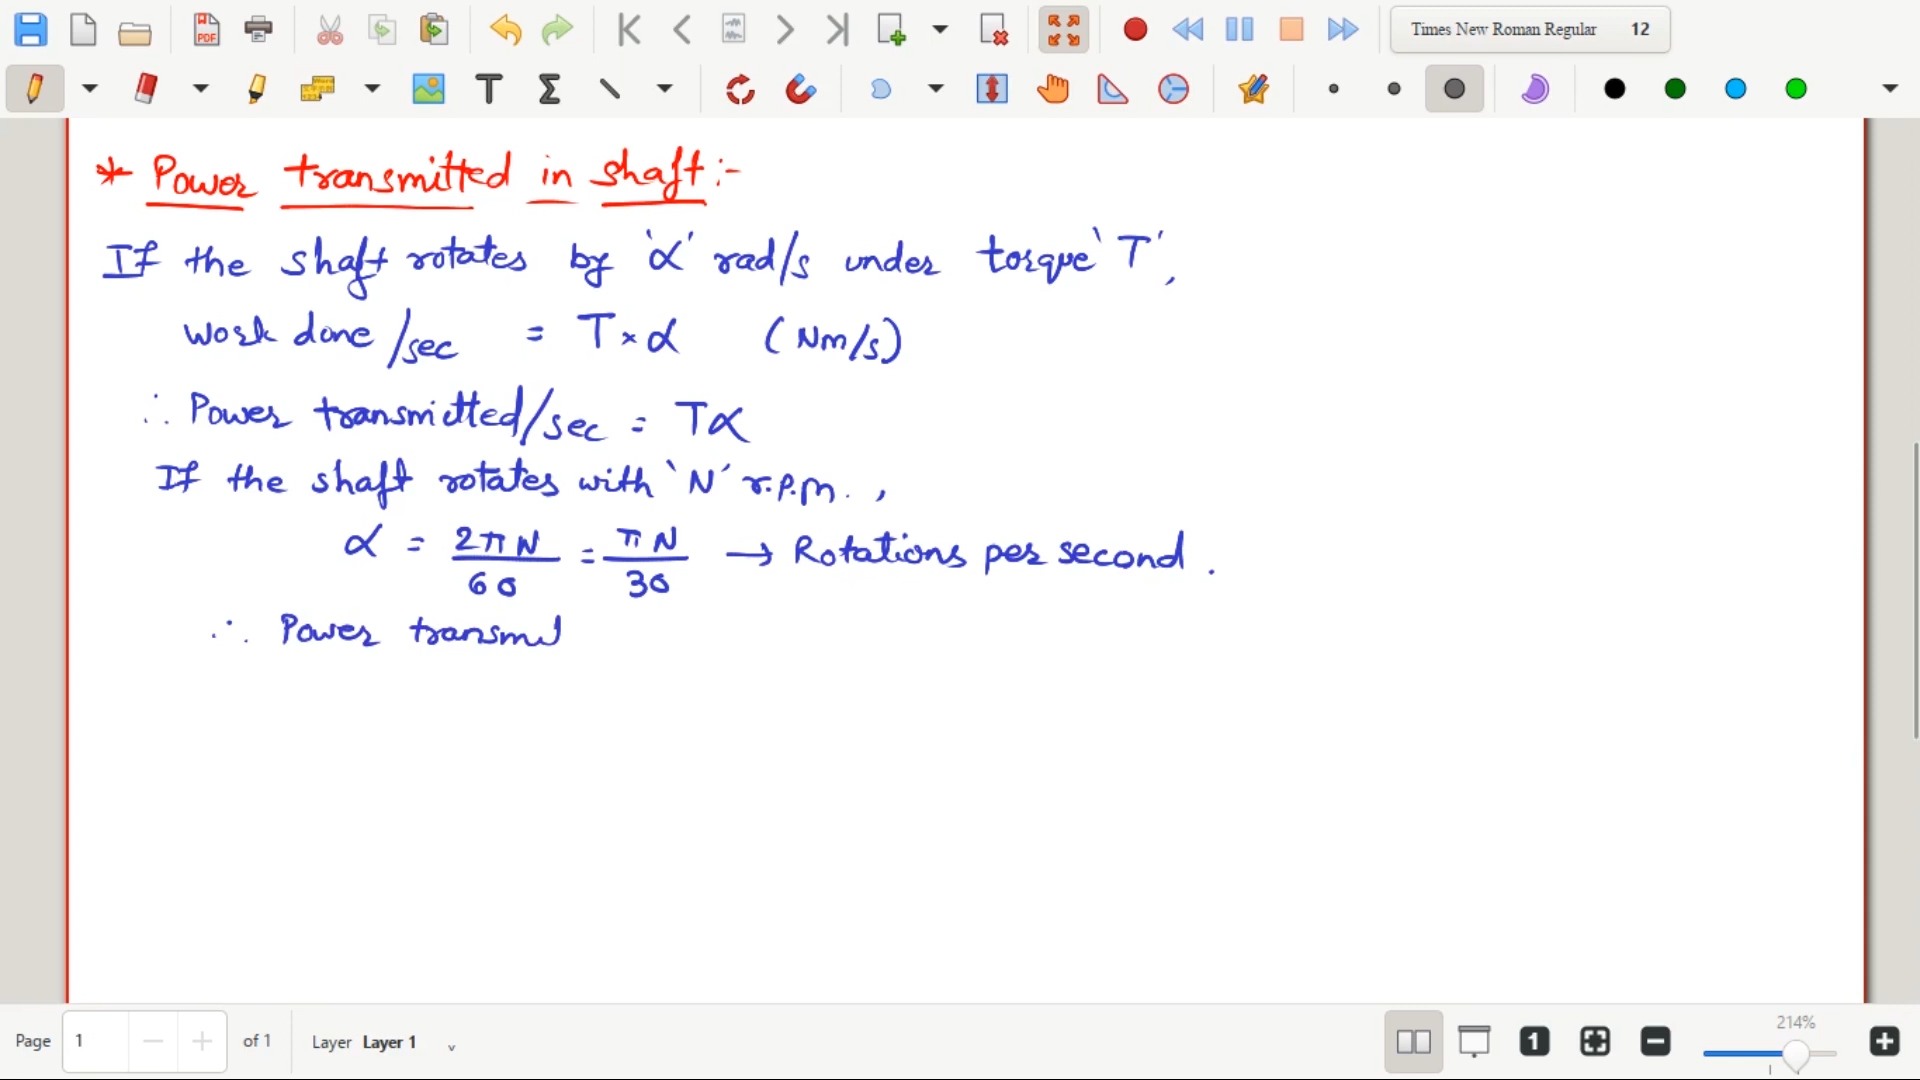 Times New Roman Regular 12
* Power transmitted in shaft :-
If the shaft rotates by 'α' rad/s under torque 'T',
work done /sec = T × α (Nm/s)
∴ Power transmitted/sec = Tα
If the shaft rotates with 'N' r.p.m. ,
α = 2πN/60 = πN/30 → Rotations per second .
∴ Power transmi
Page 1 of 1 Layer Layer 1 214%